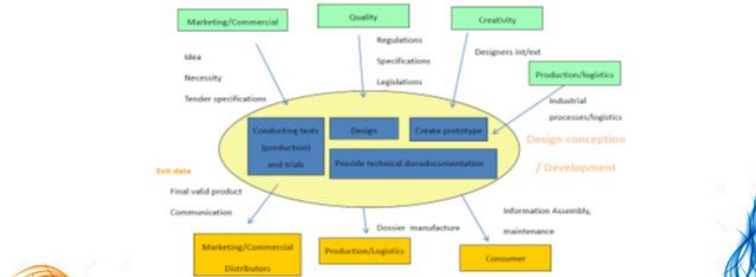 Marketing/Commercial
Quality
Creativity
Idea
Necessity
Tender specifications
Regulations
Specifications
Legislations
Designers int/ext
Production/logistics
Industrial
processes/logistics
Conducting tests
(production)
and trials
Design
Create prototype
Provide technical docudocumentation
Design-conception
/ Development
Exit data
Final valid product
Communication
Dossier manufacture
Information Assembly,
maintenance
Marketing/Commercial
Distributors
Production/Logistics
Consumer